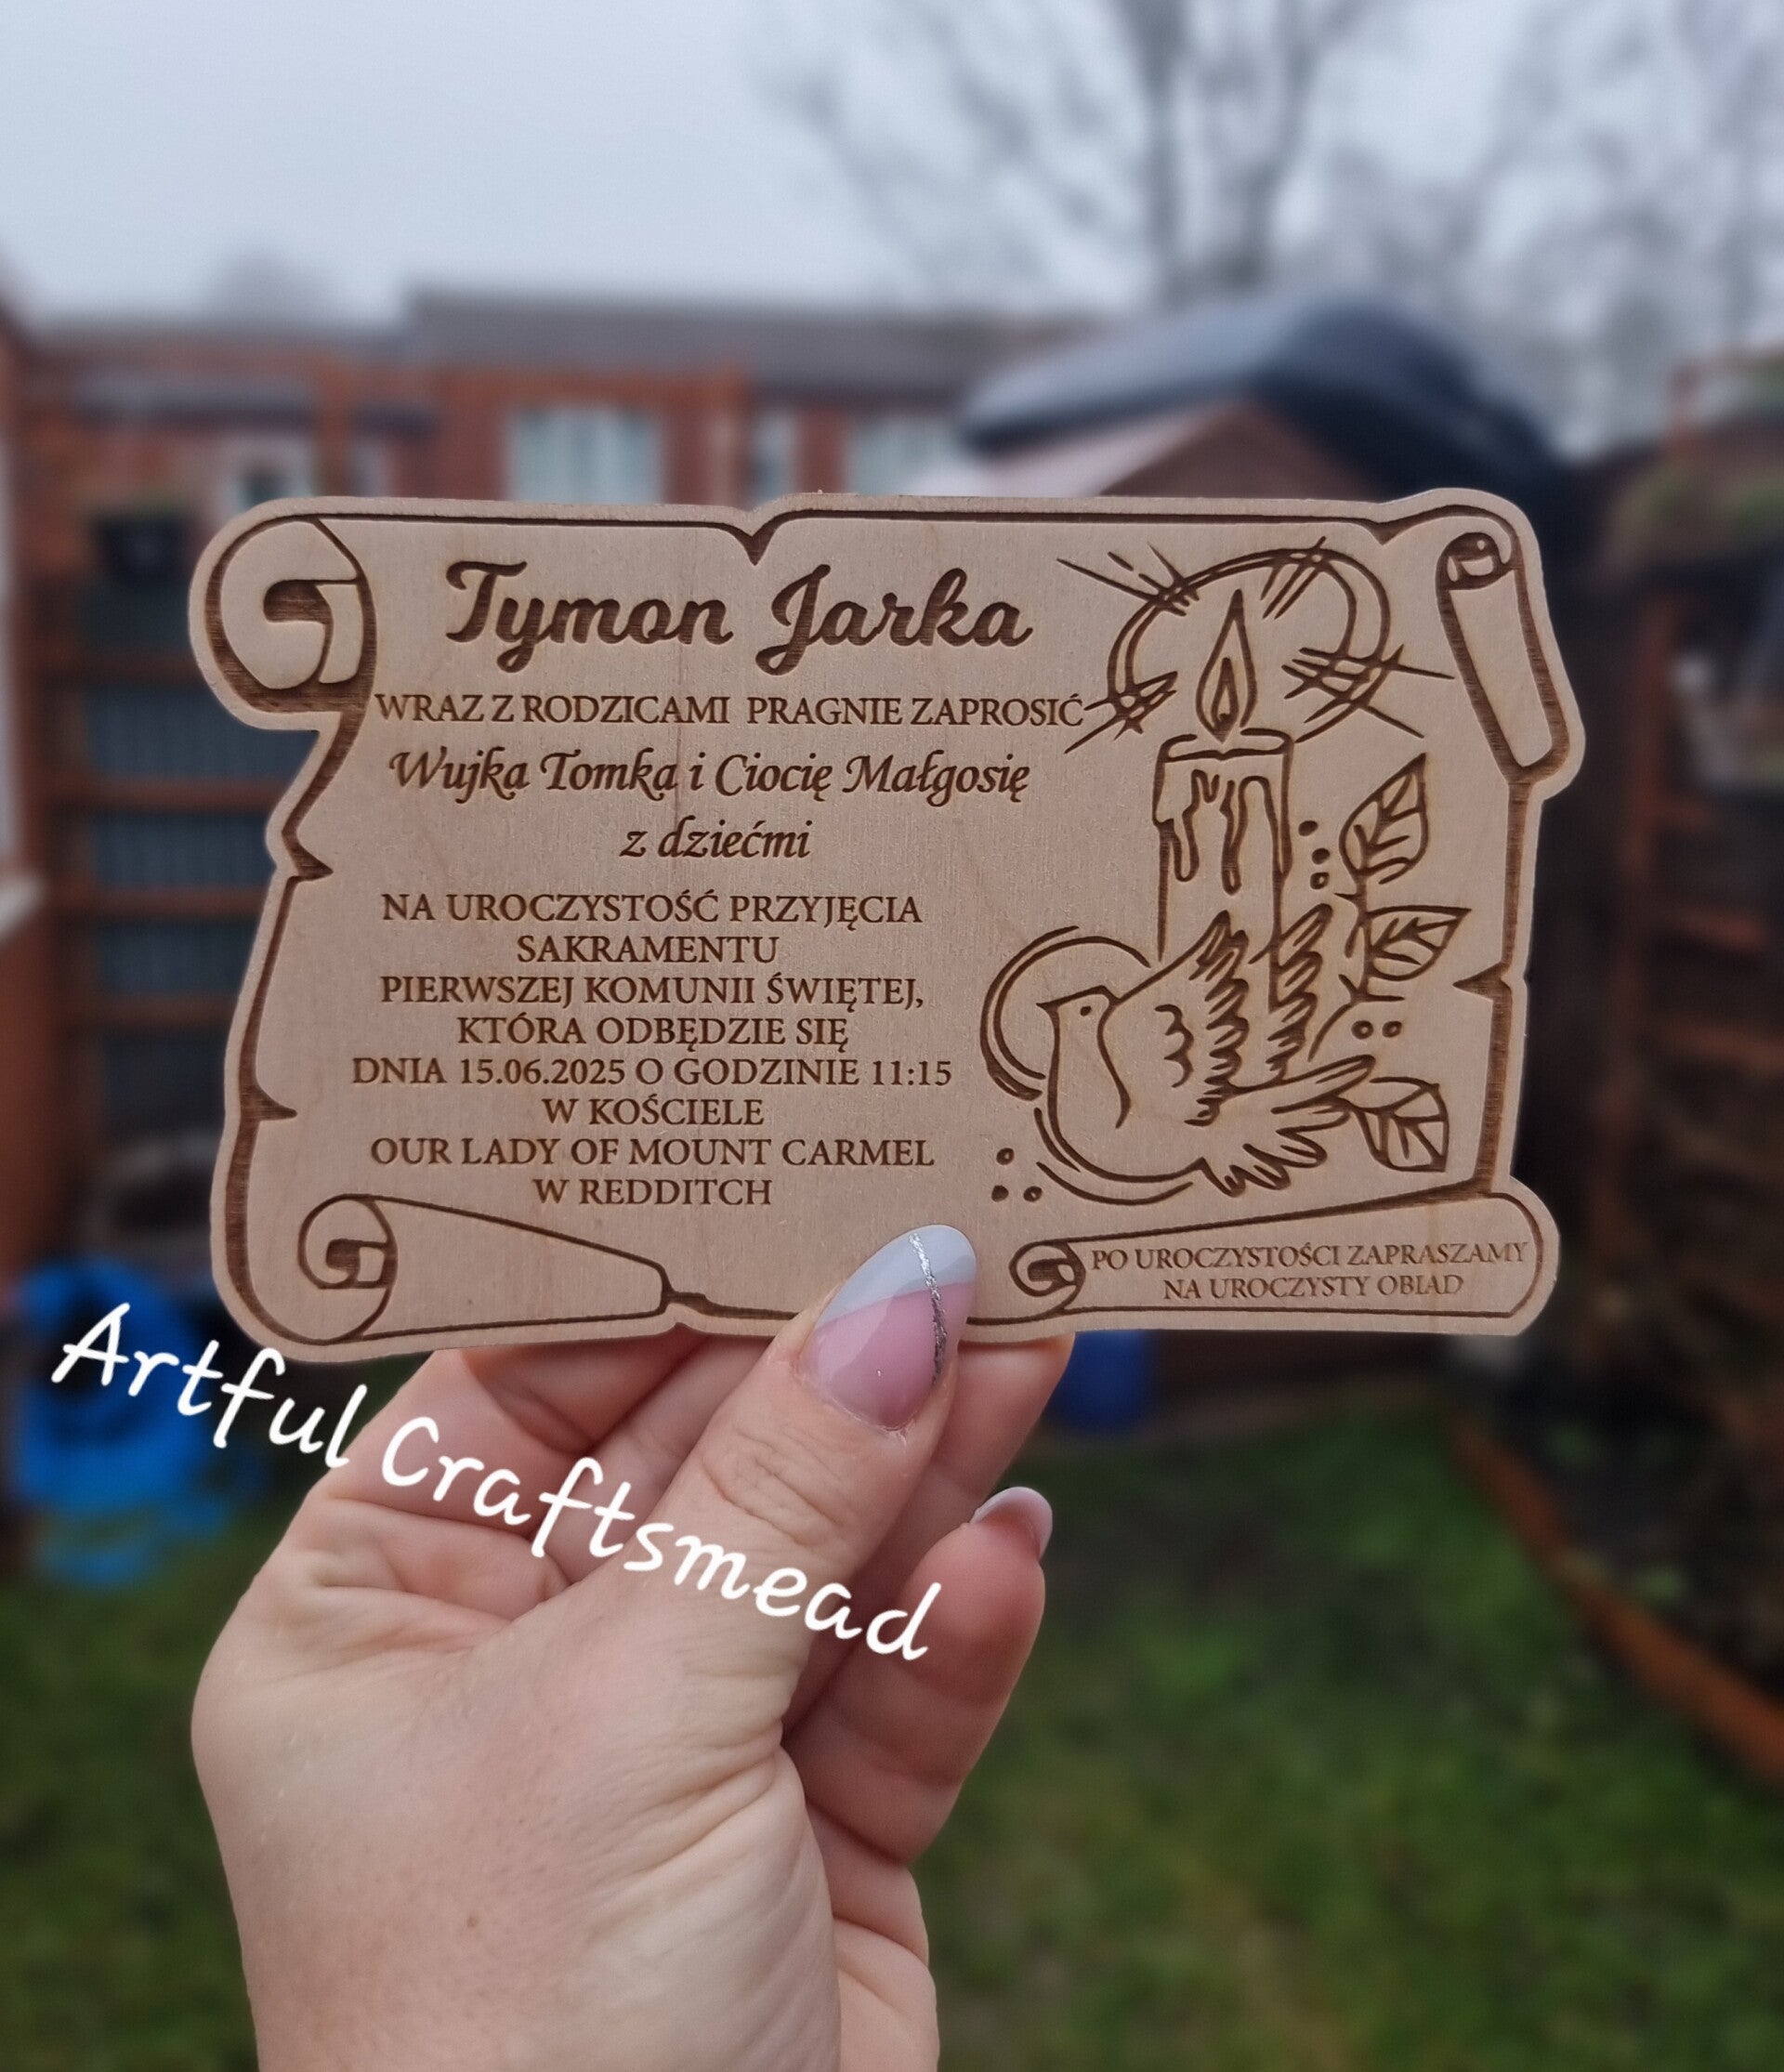 Tymon Jarka
WRAZ Z RODZICAMI PRAGNIE ZAPROSIĆ
Wujka Tomka i Ciocię Małgosię
z dziećmi
NA UROCZYSTOŚĆ PRZYJĘCIA
SAKRAMENTU
PIERWSZEJ KOMUNII ŚWIĘTEJ,
KTÓRA ODBĘDZIE SIĘ
DNIA 15.06.2025 O GODZINIE 11:15
W KOŚCIELE
OUR LADY OF MOUNT CARMEL
W REDDITCH
PO UROCZYSTOŚCI ZAPRASZAMY
NA UROCZYSTY OBIAD
Artful Craftsmead